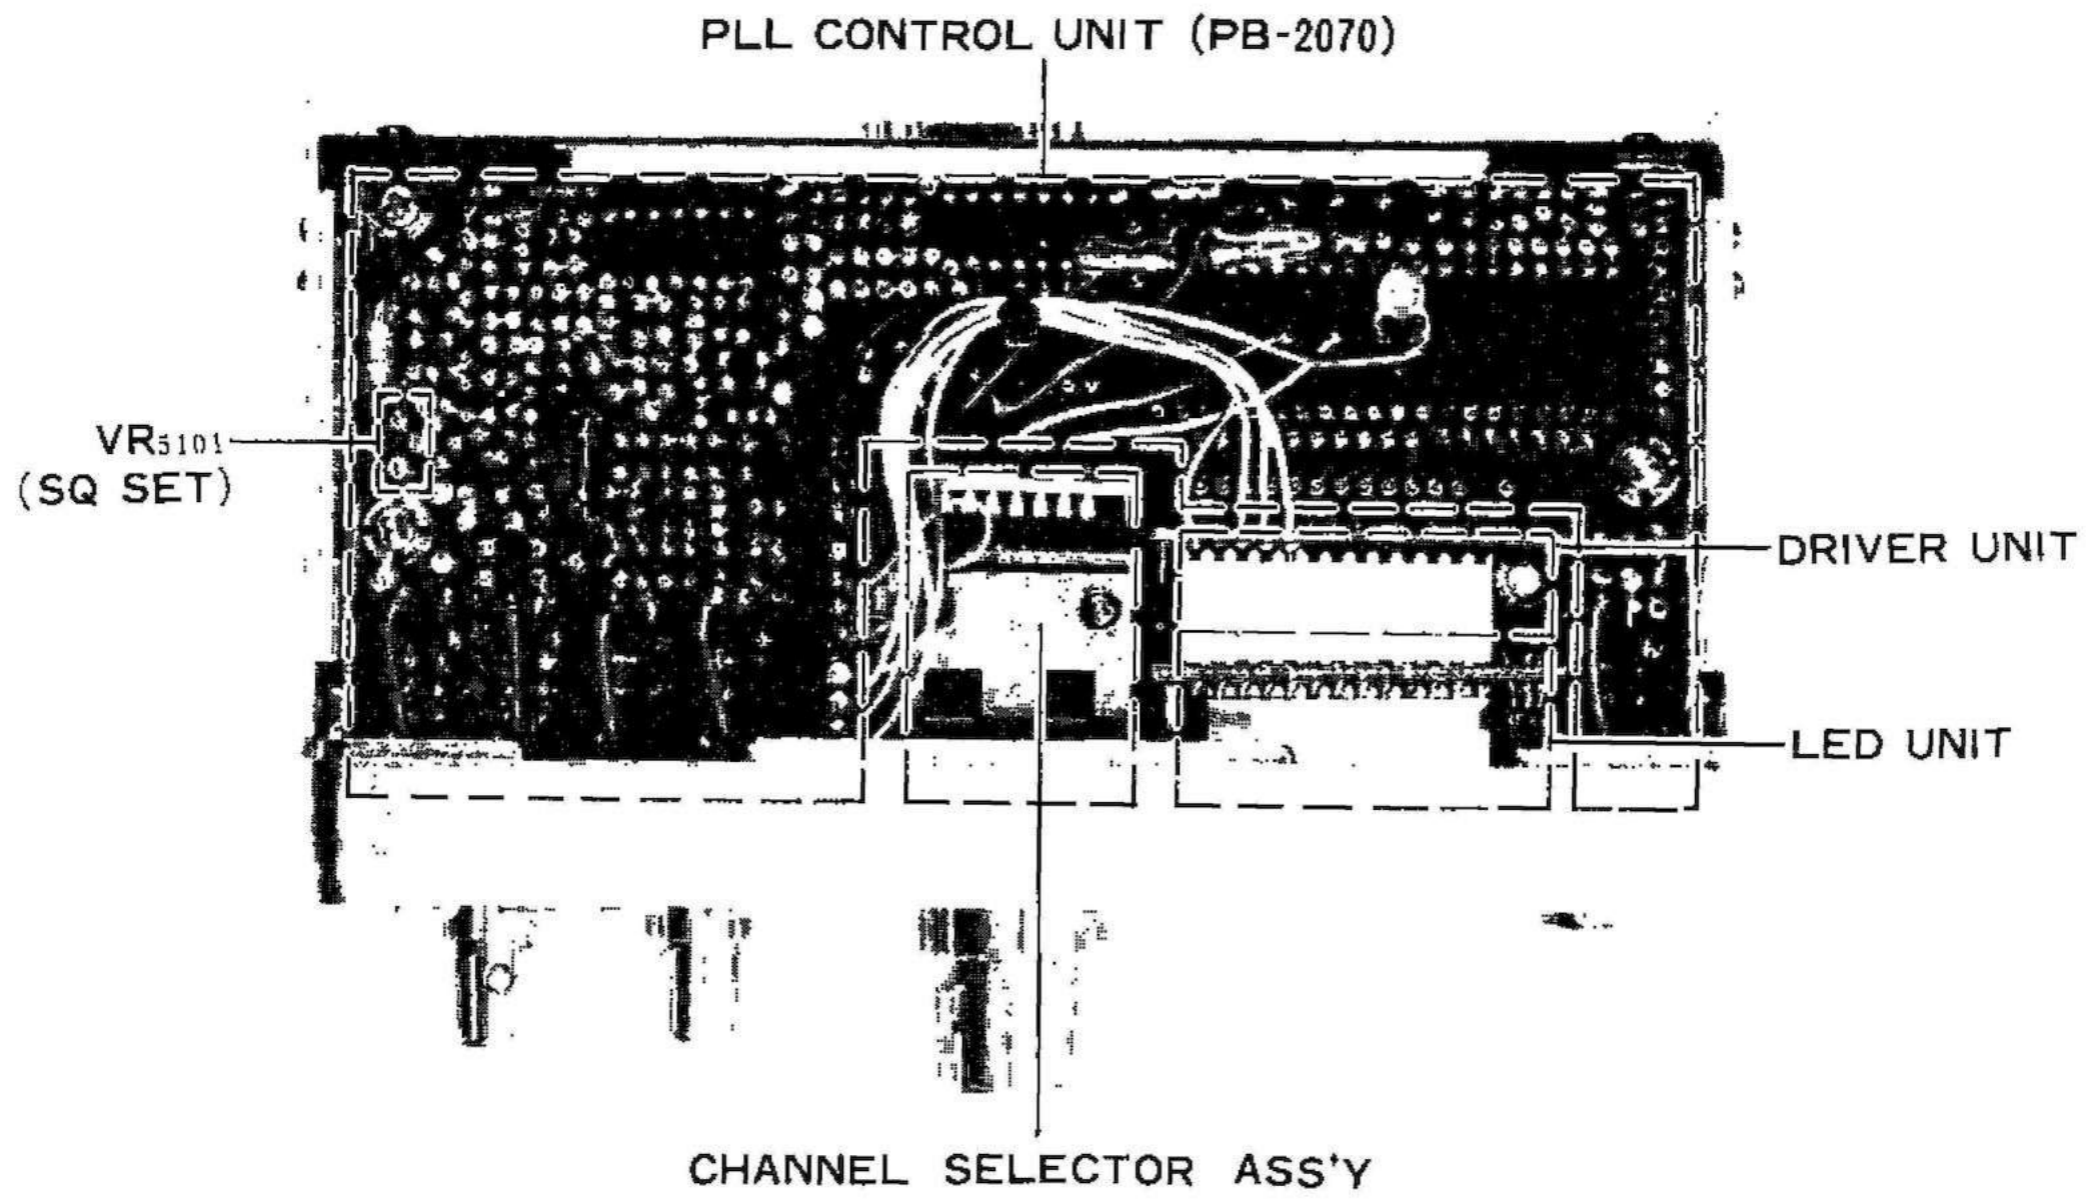 PLL CONTROL UNIT (PB-2070)
VR5101
(SQ SET)
DRIVER UNIT
LED UNIT
CHANNEL SELECTOR ASS'Y